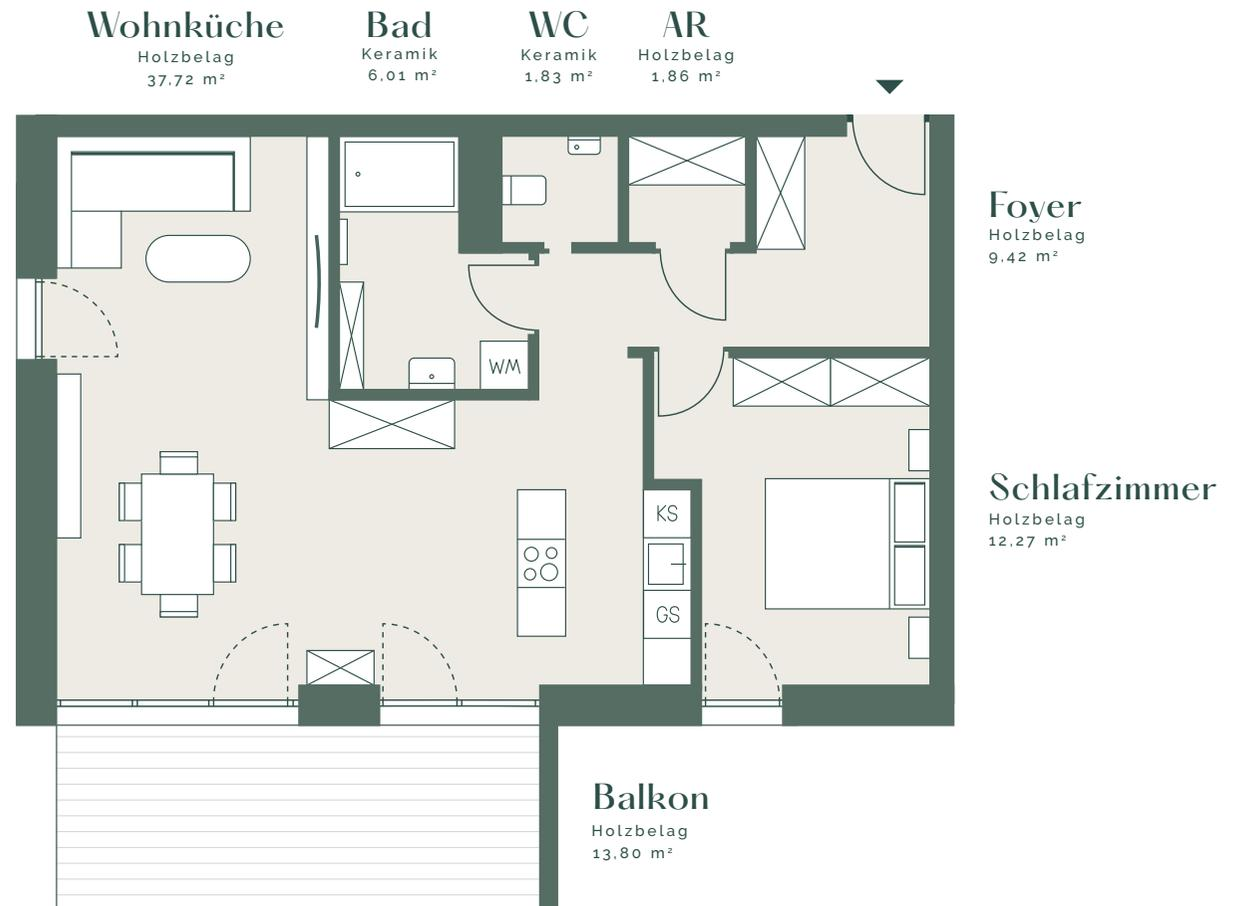 Wohnküche
Holzbelag
37,72 m²
Bad
Keramik
6,01 m²
WC
Keramik
1,83 m²
AR
Holzbelag
1,86 m²
Foyer
Holzbelag
9,42 m²
WM
Schlafzimmer
Holzbelag
12,27 m²
KS
GS
Balkon
Holzbelag
13,80 m²